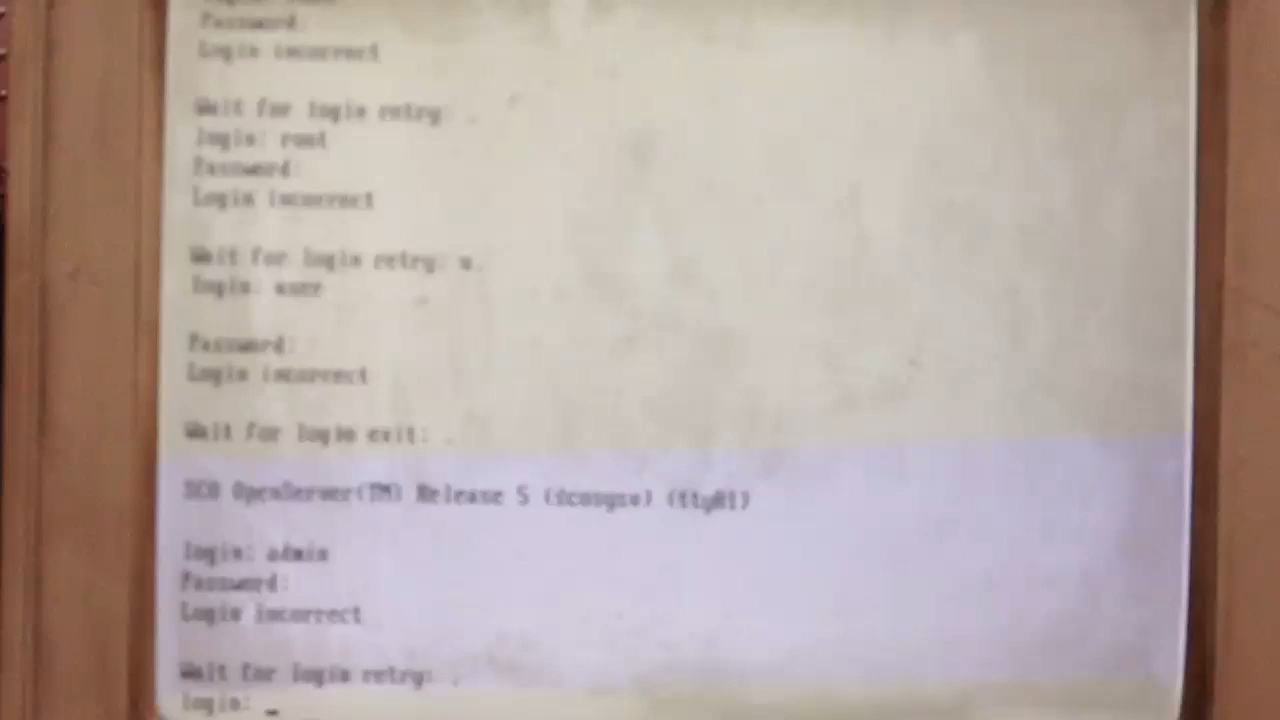 Password:
Login incorrect
Wait for login retry: .
login: root
Password:
Login incorrect
Wait for login retry: .
login: user
Password:
Login incorrect
Wait for login exit: .
SCO OpenServer(TM) Release 5 (scosysv)
login: admin
Password:
Login incorrect
Wait for login retry: .
login: _